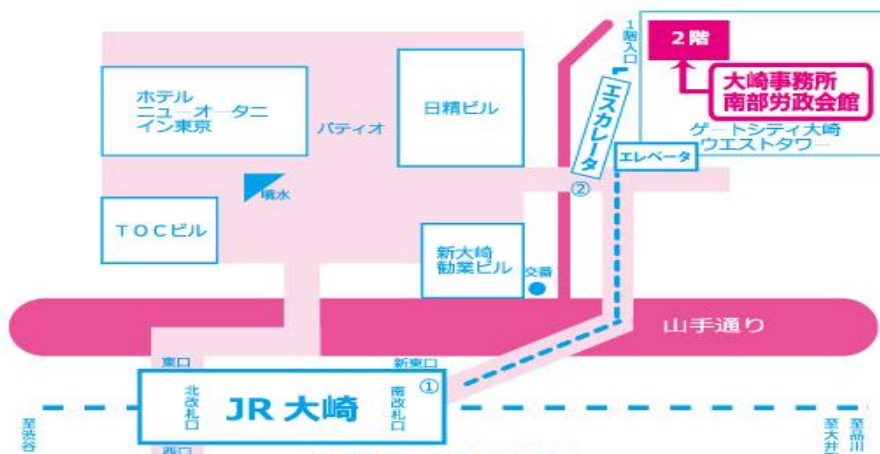 1階入口
2階
大崎事務所
南部労政会館
ゲートシティ大崎
ウエストタワー
エスカレータ
エレベータ
②
ホテル
ニューオータニ
イン東京
パティオ
日精ビル
噴水
TOCビル
新大崎
勧業ビル
交番
山手通り
東口
新東口
①
北改札口
JR 大崎
南改札口
西口
至渋谷
至品川
至大井